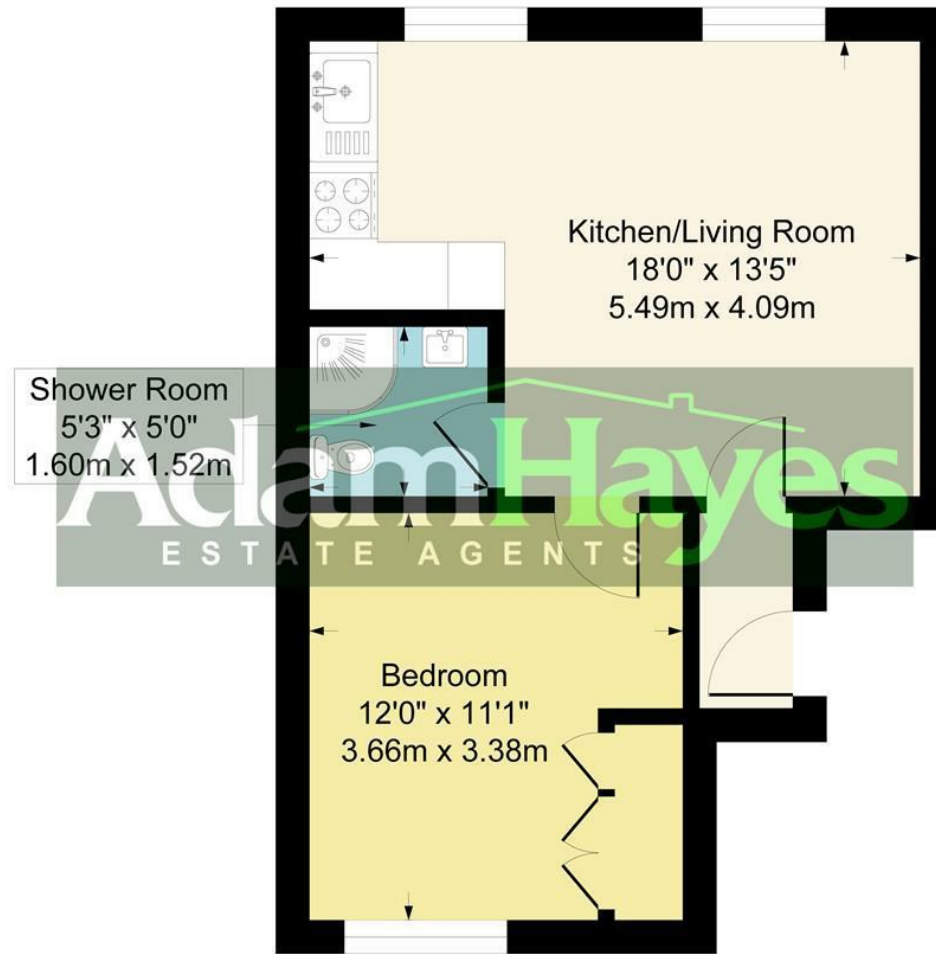 Kitchen/Living Room
18'0" x 13'5"
5.49m x 4.09m
Shower Room
5'3" x 5'0"
1.60m x 1.52m
AdamHayes
ESTATE AGENTS
Bedroom
12'0" x 11'1"
3.66m x 3.38m